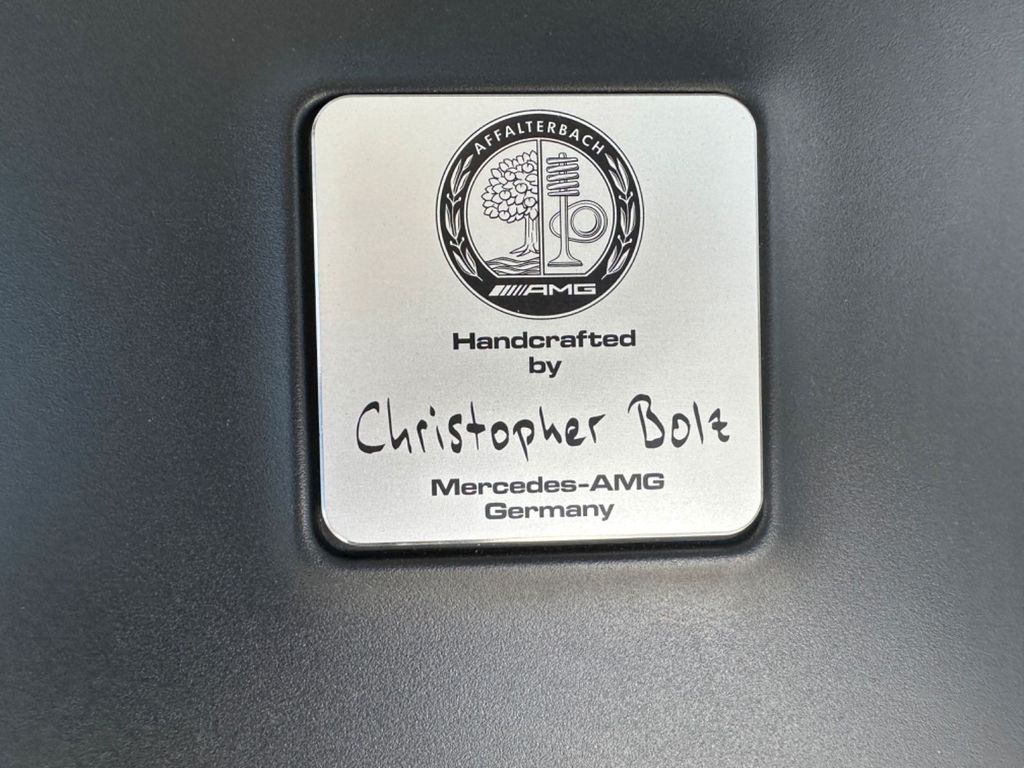 AFFALTERBACH
AMG
Handcrafted
by
Christopher Bolz
Mercedes-AMG
Germany